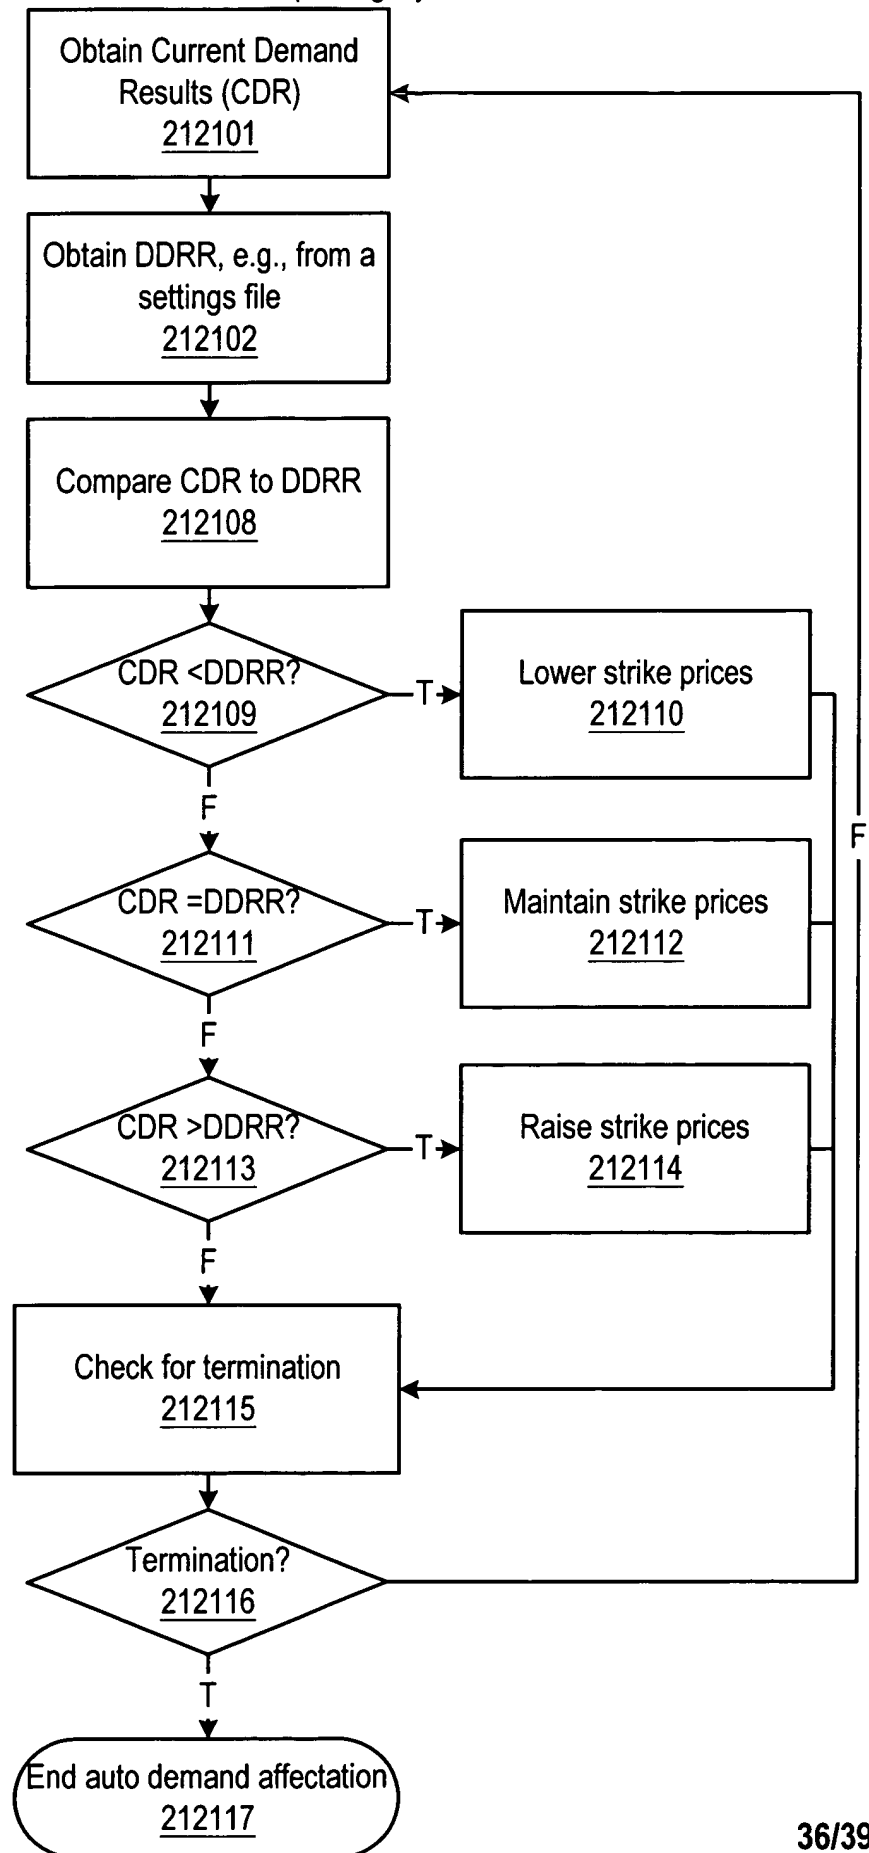 Obtain Current Demand
Results (CDR)
212101
Obtain DDRR, e.g., from a
settings file
212102
Compare CDR to DDRR
212108
CDR <DDRR?
212109
T
Lower strike prices
212110
F
F
CDR =DDRR?
212111
T
Maintain strike prices
212112
F
CDR >DDRR?
212113
T
Raise strike prices
212114
F
Check for termination
212115
Termination?
212116
T
End auto demand affectation
212117
36/39